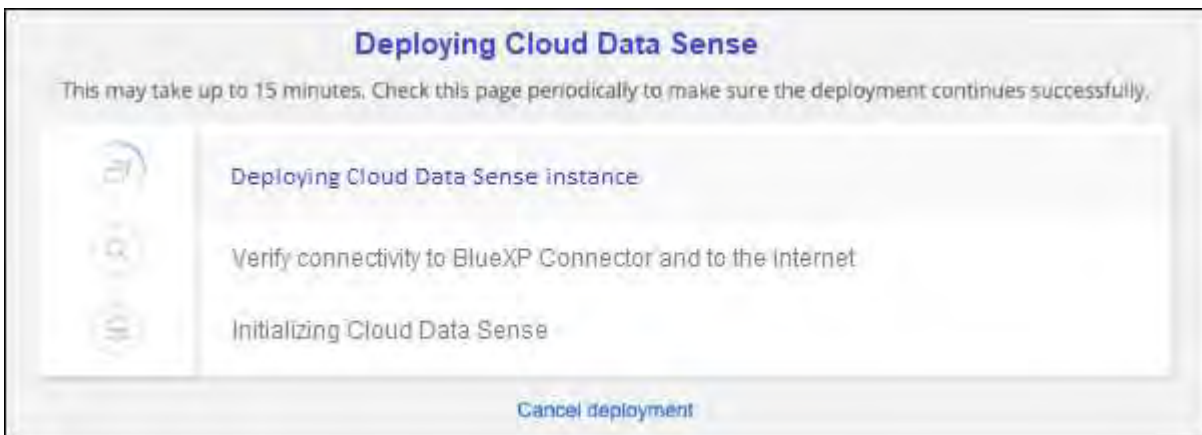 Deploying Cloud Data Sense
This may take up to 15 minutes. Check this page periodically to make sure the deployment continues successfully.
Deploying Cloud Data Sense instance
Verify connectivity to BlueXP Connector and to the Internet
Initializing Cloud Data Sense
Cancel deployment